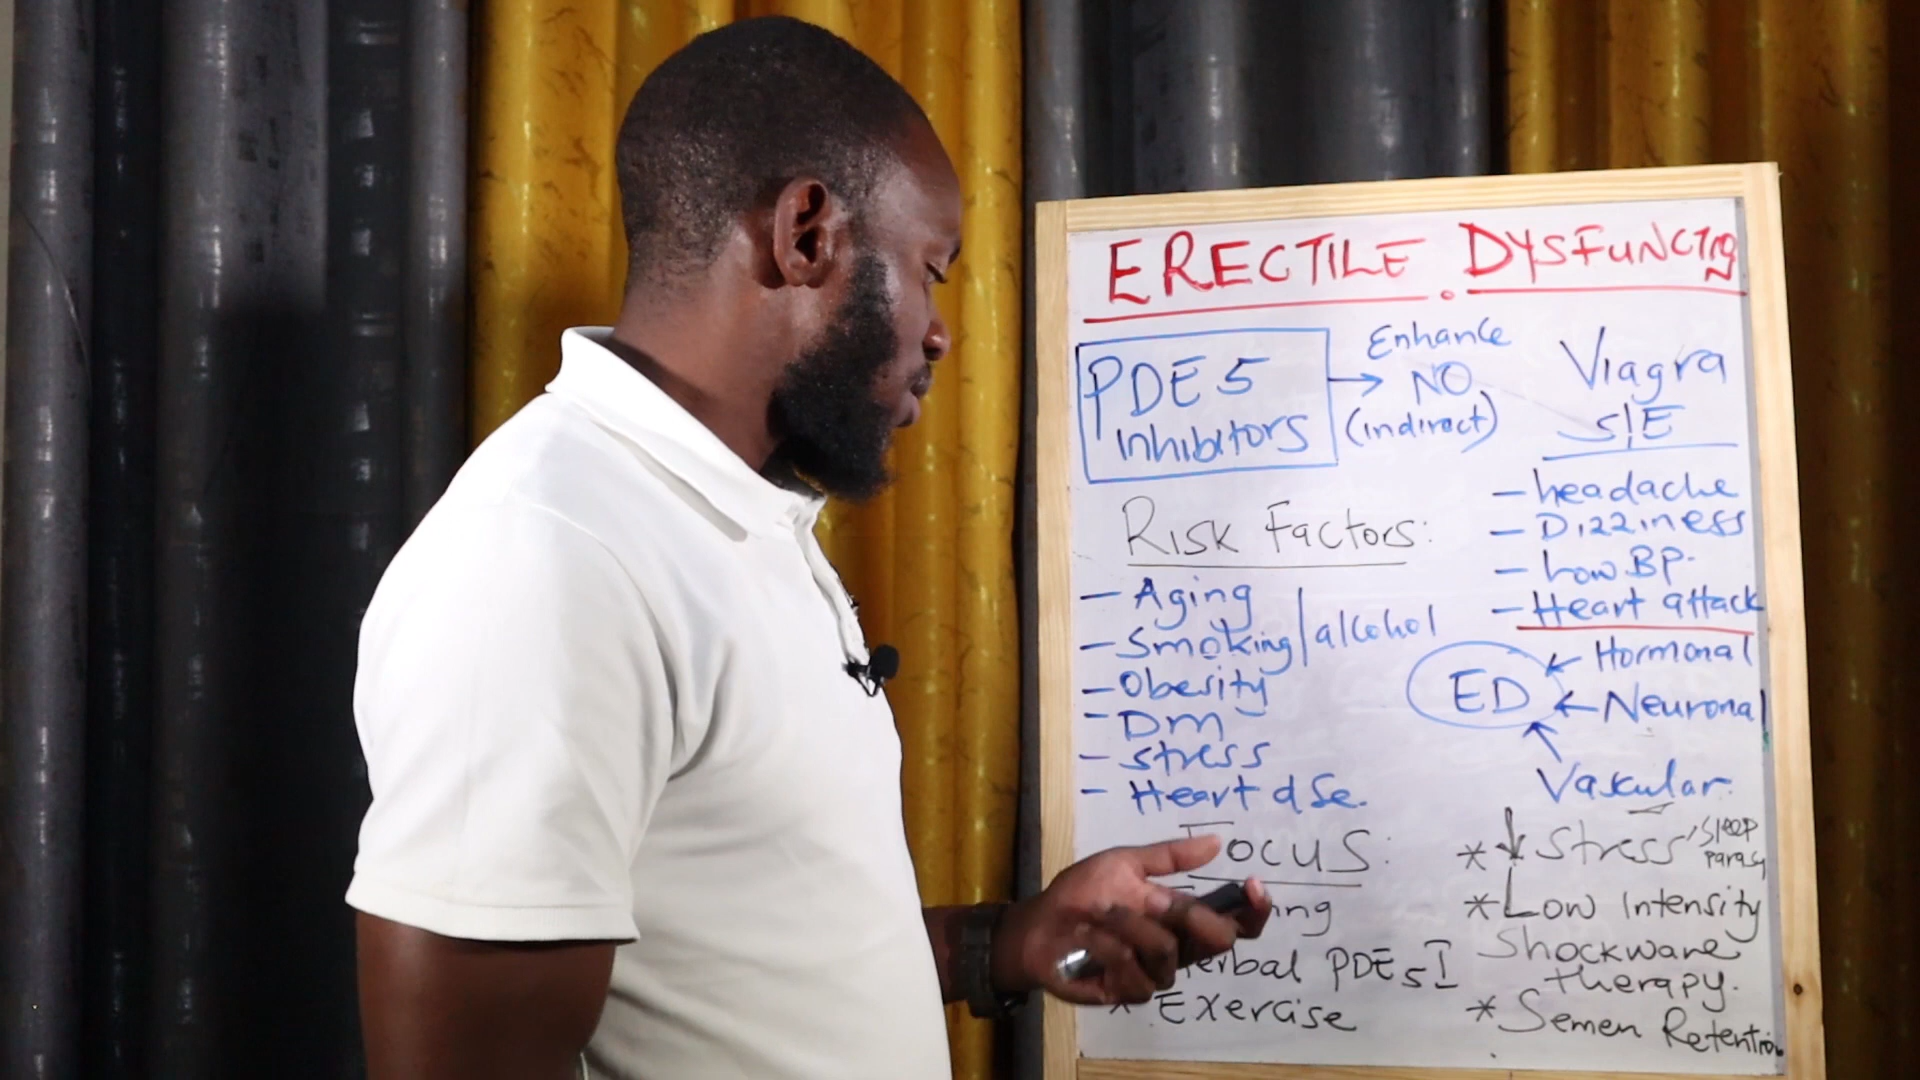 ERECTILE DYSFUNCTION
PDE5
Inhibitors
Enhance
NO
(indirect)
Viagra
S/E
- headache
- Dizziness
- Low BP.
- Heart attack
Risk Factors:
- Aging
- Smoking/alcohol
- Obesity
- Dm
- stress
- Heart dse.
ED
Hormonal
Neuronal
Vascular
Focus:
Herbal PDE5I
* Exercise
* ↓ Stress, sleep
* Low Intensity
Shockwave
therapy.
* Semen Retention